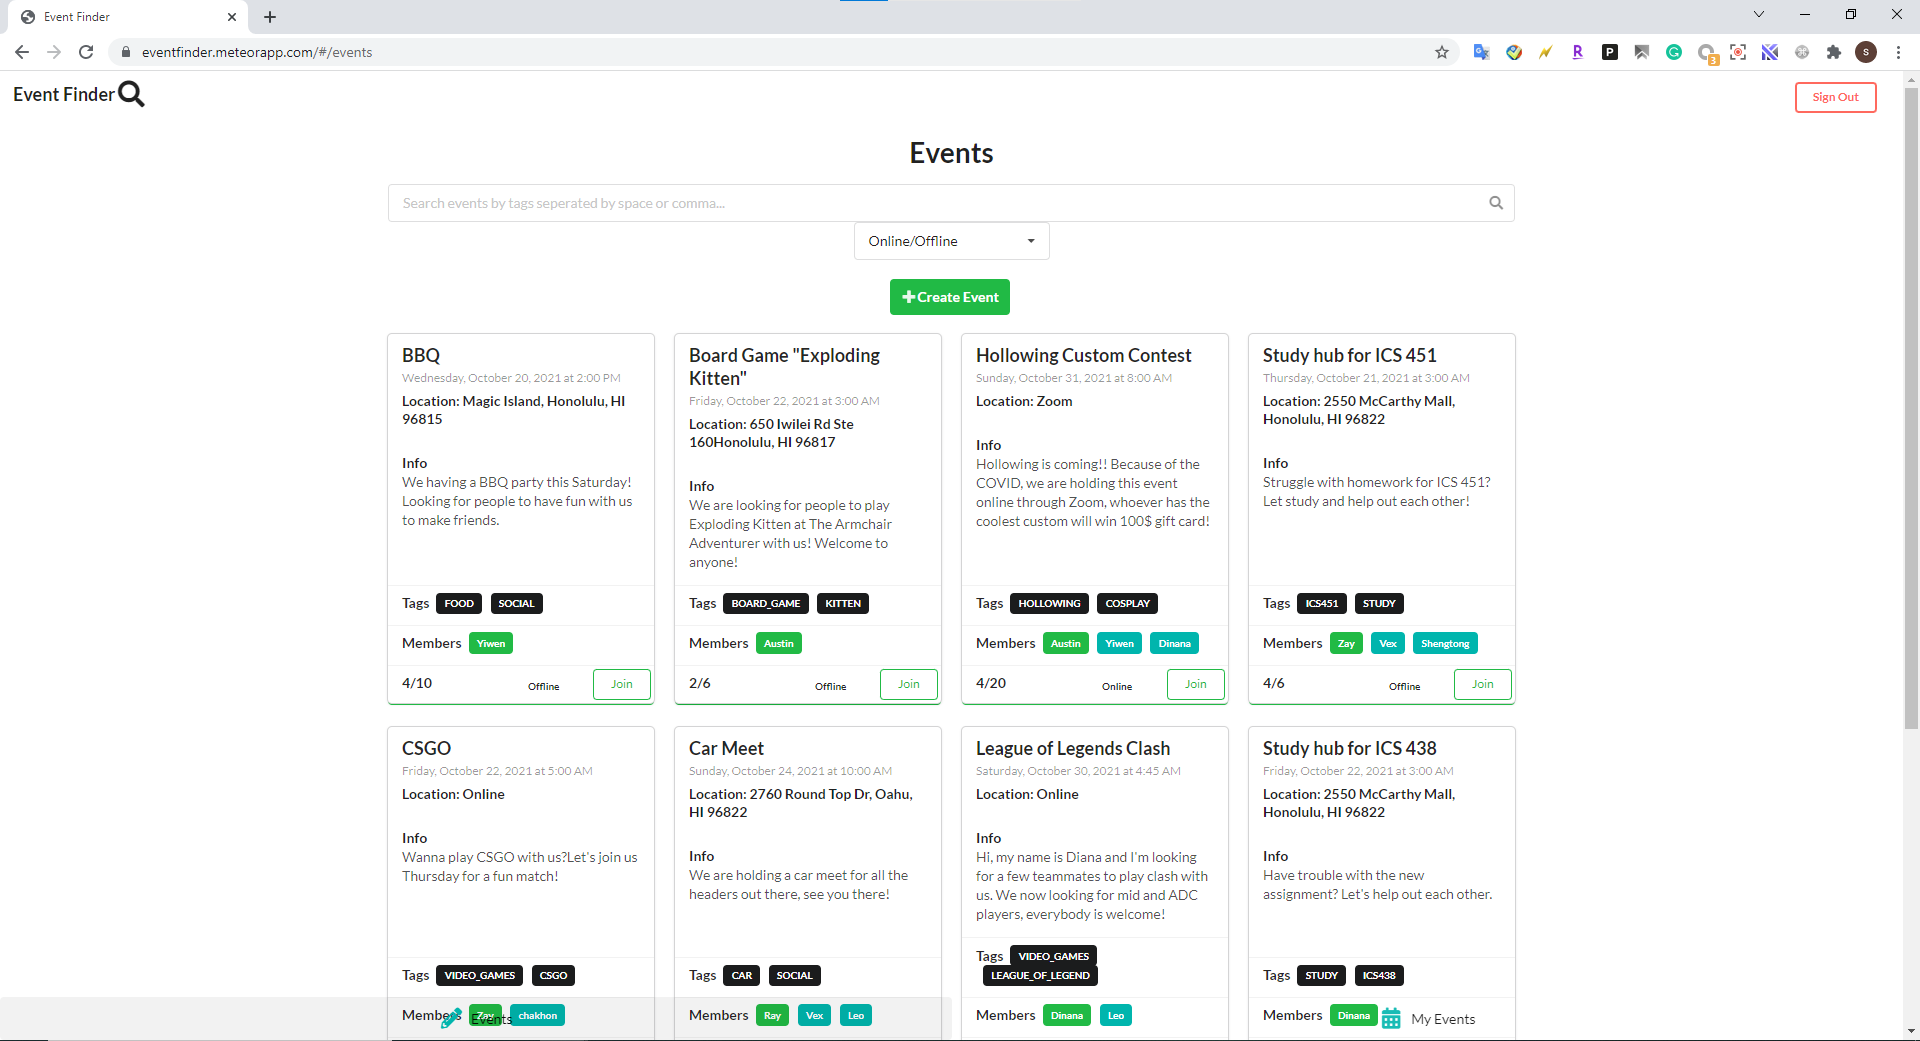 Event Finder
eventfinder.meteorapp.com/#/events
R
P
3
S
Event Finder
Sign Out
Events
Search events by tags seperated by space or comma...
Online/Offline
Create Event
BBQ
Wednesday, October 20, 2021 at 2:00 PM
Location: Magic Island, Honolulu, HI
96815
Info
We having a BBQ party this Saturday!
Looking for people to have fun with us
to make friends.
Tags FOOD SOCIAL
Members Yiwen
4/10 Offline Join
Board Game "Exploding
Kitten"
Friday, October 22, 2021 at 3:00 AM
Location: 650 Iwilei Rd Ste
160Honolulu, HI 96817
Info
We are looking for people to play
Exploding Kitten at The Armchair
Adventurer with us! Welcome to
anyone!
Tags BOARD_GAME KITTEN
Members Austin
2/6 Offline Join
Hollowing Custom Contest
Sunday, October 31, 2021 at 8:00 AM
Location: Zoom
Info
Hollowing is coming!! Because of the
COVID, we are holding this event
online through Zoom, whoever has the
coolest custom will win 100$ gift card!
Tags HOLLOWING COSPLAY
Members Austin Yiwen Dinana
4/20 Online Join
Study hub for ICS 451
Thursday, October 21, 2021 at 3:00 AM
Location: 2550 McCarthy Mall,
Honolulu, HI 96822
Info
Struggle with homework for ICS 451?
Let study and help out each other!
Tags ICS451 STUDY
Members Zay Vex Shengtong
4/6 Offline Join
CSGO
Friday, October 22, 2021 at 5:00 AM
Location: Online
Info
Wanna play CSGO with us?Let's join us
Thursday for a fun match!
Tags VIDEO_GAMES CSGO
Members Zay chakhon
Car Meet
Sunday, October 24, 2021 at 10:00 AM
Location: 2760 Round Top Dr, Oahu,
HI 96822
Info
We are holding a car meet for all the
headers out there, see you there!
Tags CAR SOCIAL
Members Ray Vex Leo
League of Legends Clash
Saturday, October 30, 2021 at 4:45 AM
Location: Online
Info
Hi, my name is Diana and I'm looking
for a few teammates to play clash with
us. We now looking for mid and ADC
players, everybody is welcome!
Tags VIDEO_GAMES
LEAGUE_OF_LEGEND
Members Dinana Leo
Study hub for ICS 438
Friday, October 22, 2021 at 3:00 AM
Location: 2550 McCarthy Mall,
Honolulu, HI 96822
Info
Have trouble with the new
assignment? Let's help out each other.
Tags STUDY ICS438
Members Dinana
Events
My Events